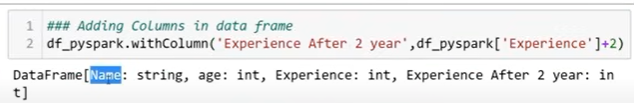 1 ### Adding Columns in data frame
2 df_pyspark.withColumn('Experience After 2 year',df_pyspark['Experience']+2)
DataFrame[Name: string, age: int, Experience: int, Experience After 2 year: in
t]